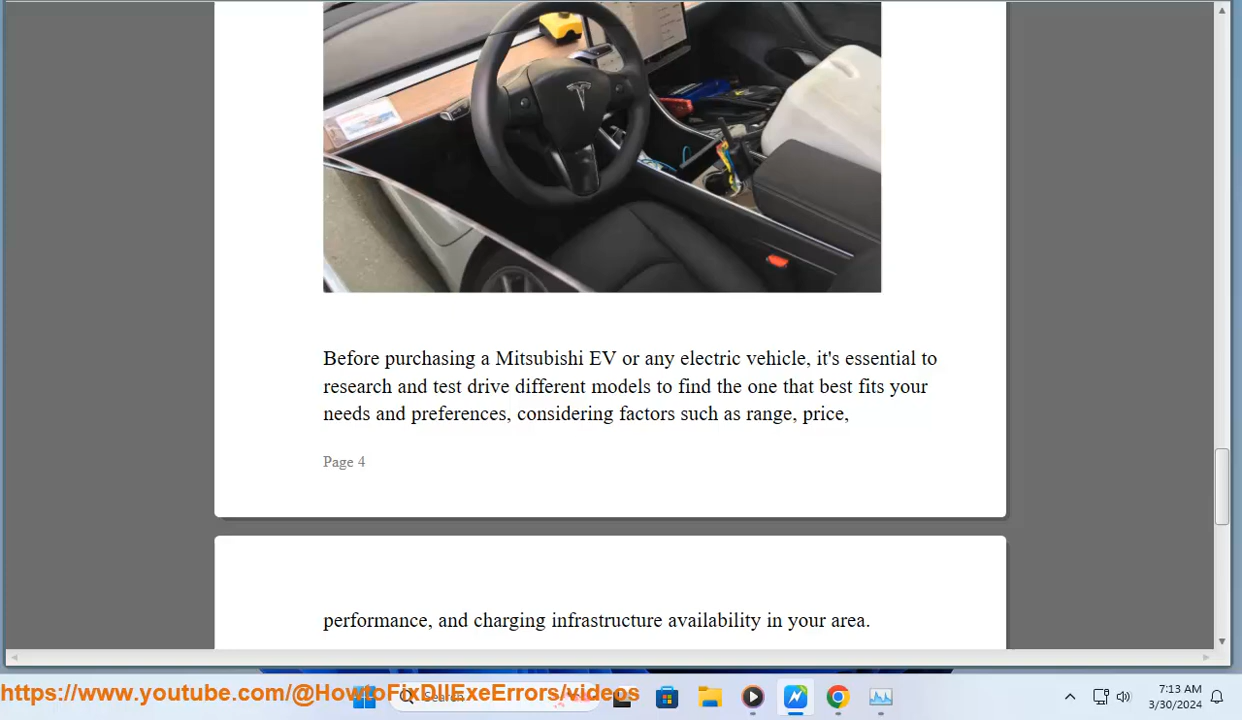 Before purchasing a Mitsubishi EV or any electric vehicle, it's essential to
research and test drive different models to find the one that best fits your
needs and preferences, considering factors such as range, price,
Page 4
performance, and charging infrastructure availability in your area.
https://www.youtube.com/@HowtoFixDllExeErrors/videos
Search
7:13 AM
3/30/2024